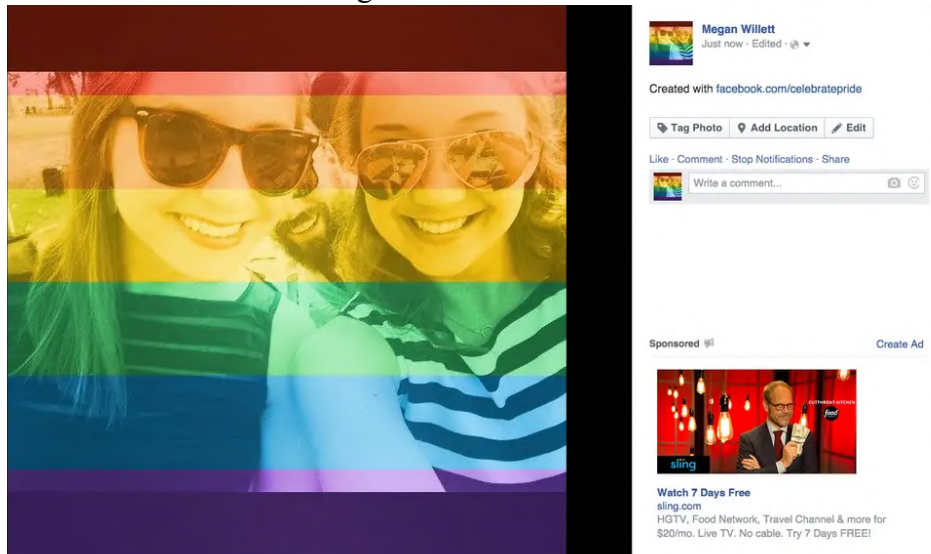 Megan Willett
Just now · Edited ·
Created with facebook.com/celebratepride
Tag Photo
Add Location
Edit
Like · Comment · Stop Notifications · Share
Write a comment...
Sponsored
Create Ad
CUTTHROAT KITCHEN
food
sling
Watch 7 Days Free
sling.com
HGTV, Food Network, Travel Channel & more for
$20/mo. Live TV. No cable. Try 7 Days FREE!